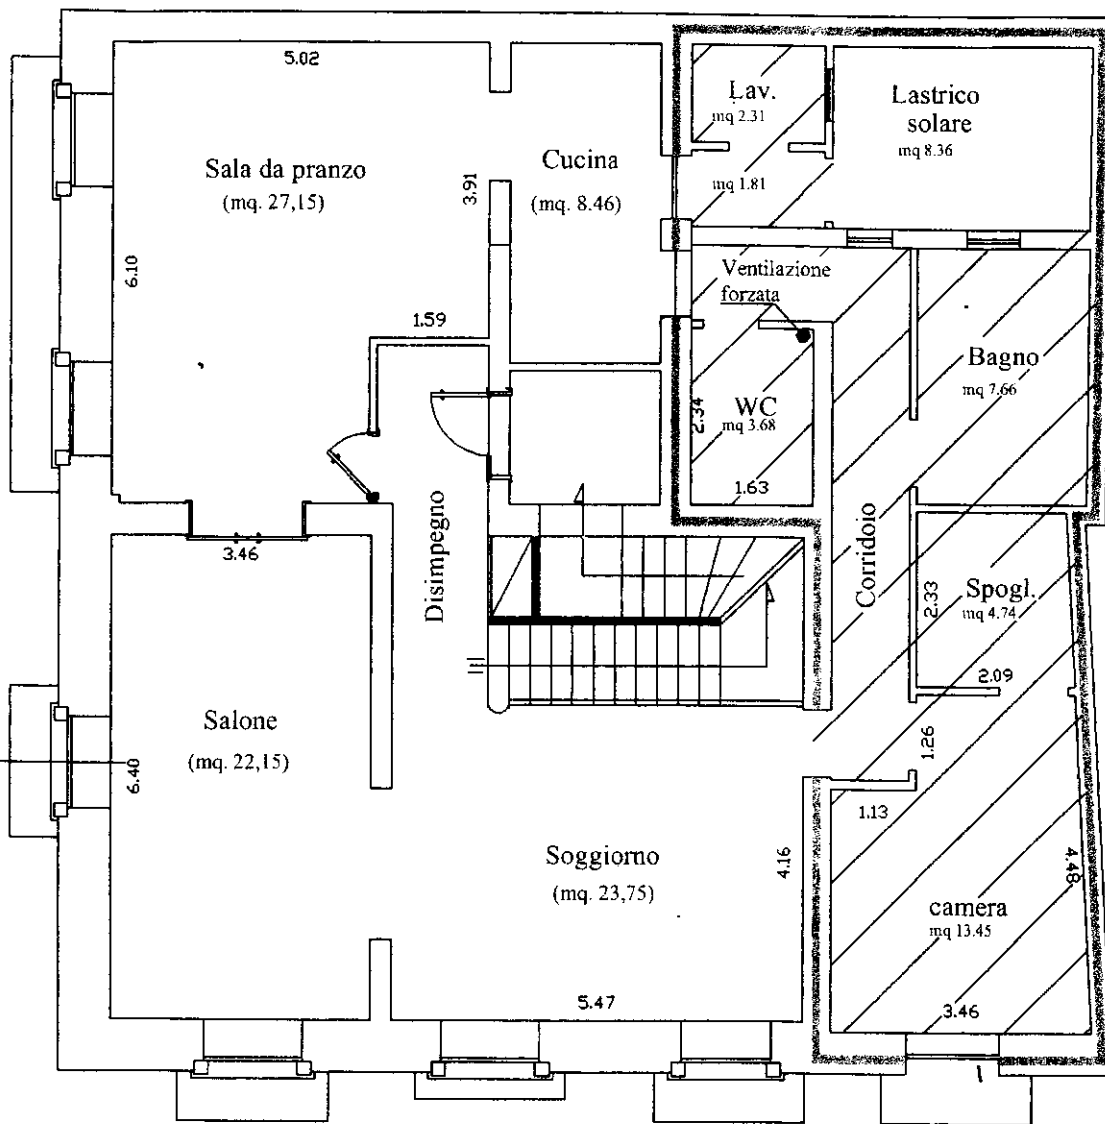 5.02
Lav.
mq 2.31
Lastrico
solare
mq 8.36
Sala da pranzo
(mq. 27,15)
3.91
Cucina
(mq. 8.46)
mq 1.81
6.10
Ventilazione
forzata
1.59
Bagno
mq 7.66
2.34
WC
mq 3.68
1.63
3.46
Disimpegno
Corridoio
2.33
Spogl.
mq 4.74
2.09
Salone
(mq. 22,15)
6.40
1.26
1.13
Soggiorno
(mq. 23,75)
4.16
4.48
camera
mq 13.45
5.47
3.46